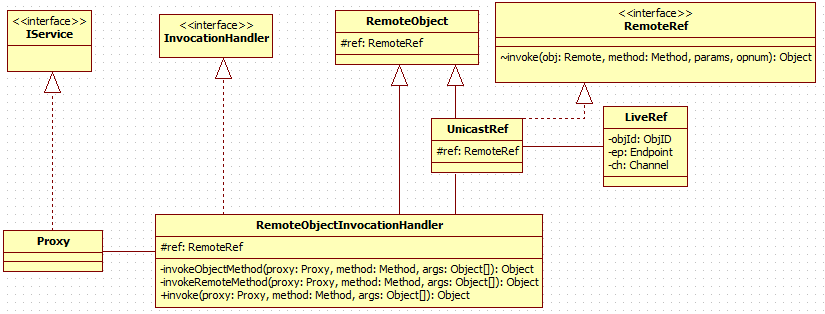 <<interface>>
IService
<<interface>>
InvocationHandler
RemoteObject
#ref: RemoteRef
<<interface>>
RemoteRef
~invoke(obj: Remote, method: Method, params, opnum): Object
UnicastRef
#ref: RemoteRef
LiveRef
-objId: ObjID
-ep: Endpoint
-ch: Channel
Proxy
RemoteObjectInvocationHandler
#ref: RemoteRef
-invokeObjectMethod(proxy: Proxy, method: Method, args: Object[]): Object
-invokeRemoteMethod(proxy: Proxy, method: Method, args: Object[]): Object
+invoke(proxy: Proxy, method: Method, args: Object[]): Object